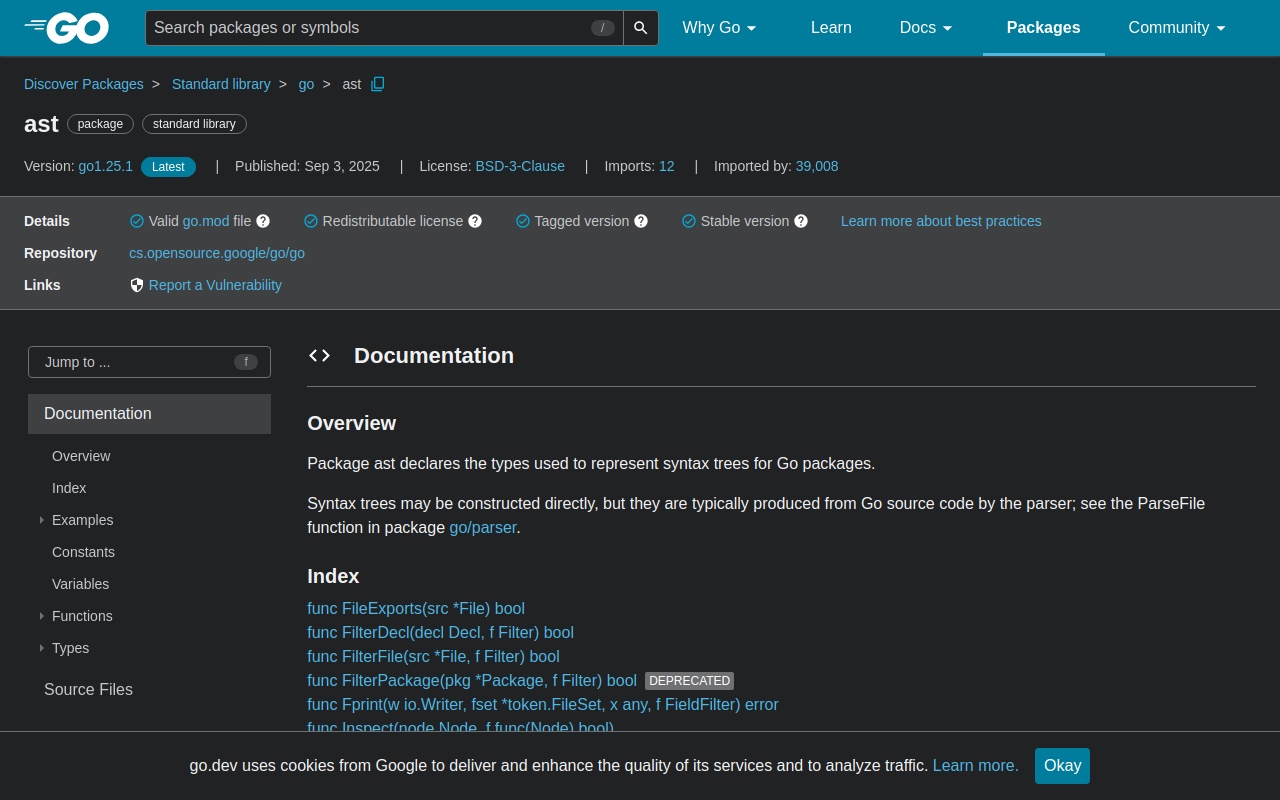 GO
Search packages or symbols /
Why Go
Learn
Docs
Packages
Community
Discover Packages > Standard library > go > ast
ast package standard library
Version: go1.25.1 Latest | Published: Sep 3, 2025 | License: BSD-3-Clause | Imports: 12 | Imported by: 39,008
Details Valid go.mod file Redistributable license Tagged version Stable version Learn more about best practices
Repository cs.opensource.google/go/go
Links Report a Vulnerability
Jump to ... f
Documentation
Overview
Index
Examples
Constants
Variables
Functions
Types
Source Files
Documentation
Overview
Package ast declares the types used to represent syntax trees for Go packages.
Syntax trees may be constructed directly, but they are typically produced from Go source code by the parser; see the ParseFile
function in package go/parser.
Index
func FileExports(src *File) bool
func FilterDecl(decl Decl, f Filter) bool
func FilterFile(src *File, f Filter) bool
func FilterPackage(pkg *Package, f Filter) bool DEPRECATED
func Fprint(w io.Writer, fset *token.FileSet, x any, f FieldFilter) error
func Inspect(node Node, f func(Node) bool)
go.dev uses cookies from Google to deliver and enhance the quality of its services and to analyze traffic. Learn more. Okay